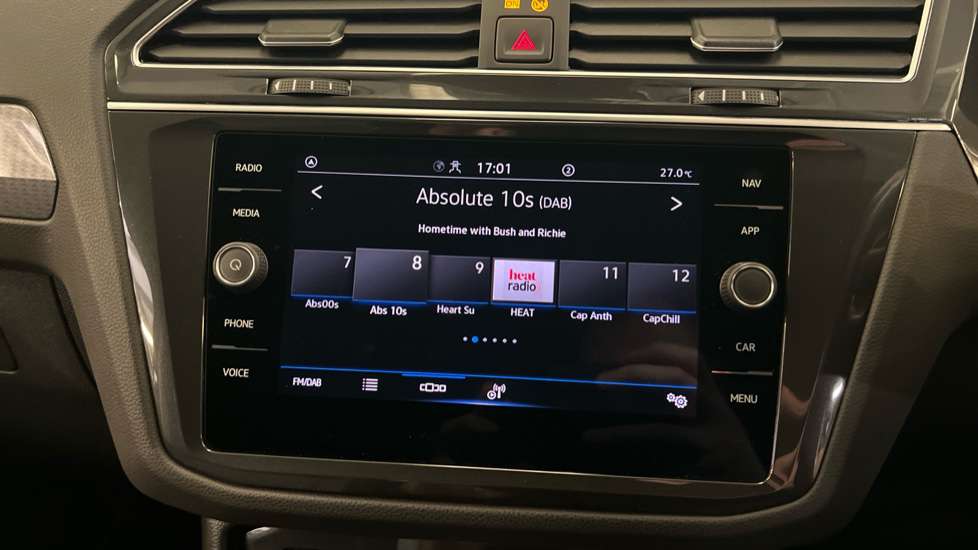 RADIO
MEDIA
PHONE
VOICE
17:01
2
27.0 °C
Absolute 10s (DAB)
Hometime with Bush and Richie
7
8
9
heat
radio
11
12
Abs00s
Abs 10s
Heart Su
HEAT
Cap Anth
CapChill
FM/DAB
NAV
APP
CAR
MENU